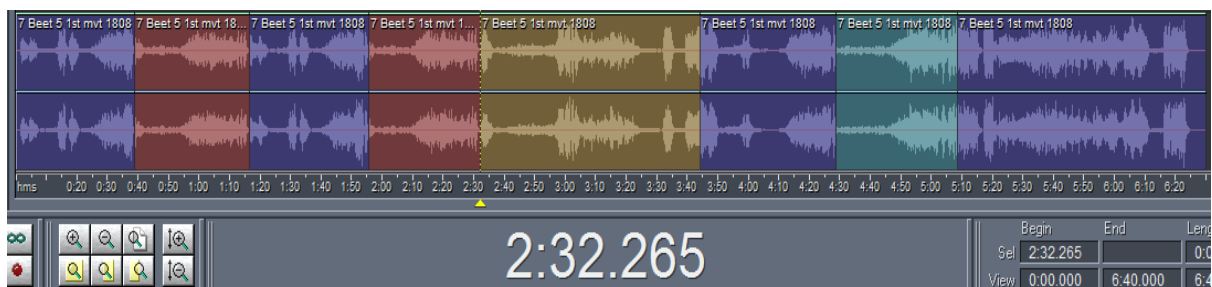 7 Beet 5 1st mvt 1808 7 Beet 5 1st mvt 18... 7 Beet 5 1st mvt 1808 7 Beet 5 1st mvt 1... 7 Beet 5 1st mvt 1808 7 Beet 5 1st mvt 1808 7 Beet 5 1st mvt 1808 7 Beet 5 1st mvt 1808
hms 0:20 0:30 0:40 0:50 1:00 1:10 1:20 1:30 1:40 1:50 2:00 2:10 2:20 2:30 2:40 2:50 3:00 3:10 3:20 3:30 3:40 3:50 4:00 4:10 4:20 4:30 4:40 4:50 5:00 5:10 5:20 5:30 5:40 5:50 6:00 6:10 6:20
2:32.265
Begin End Leng
Sel 2:32.265 0:0
View 0:00.000 6:40.000 6:4